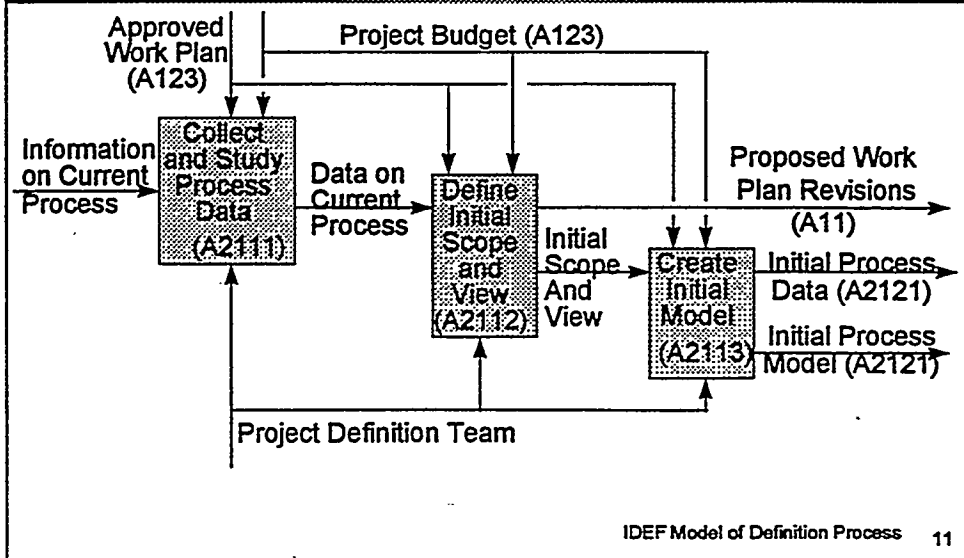 Approved
Work Plan
(A123)
Project Budget (A123)
Information
on Current
Process
Collect
and Study
Process
Data
(A2111)
Data on
Current
Process
Define
Initial
Scope
and
View
(A2112)
Proposed Work
Plan Revisions
(A11)
Initial
Scope
And
View
Create
Initial
Model
(A2113)
Initial Process
Data (A2121)
Initial Process
Model (A2121)
Project Definition Team
IDEF Model of Definition Process 11